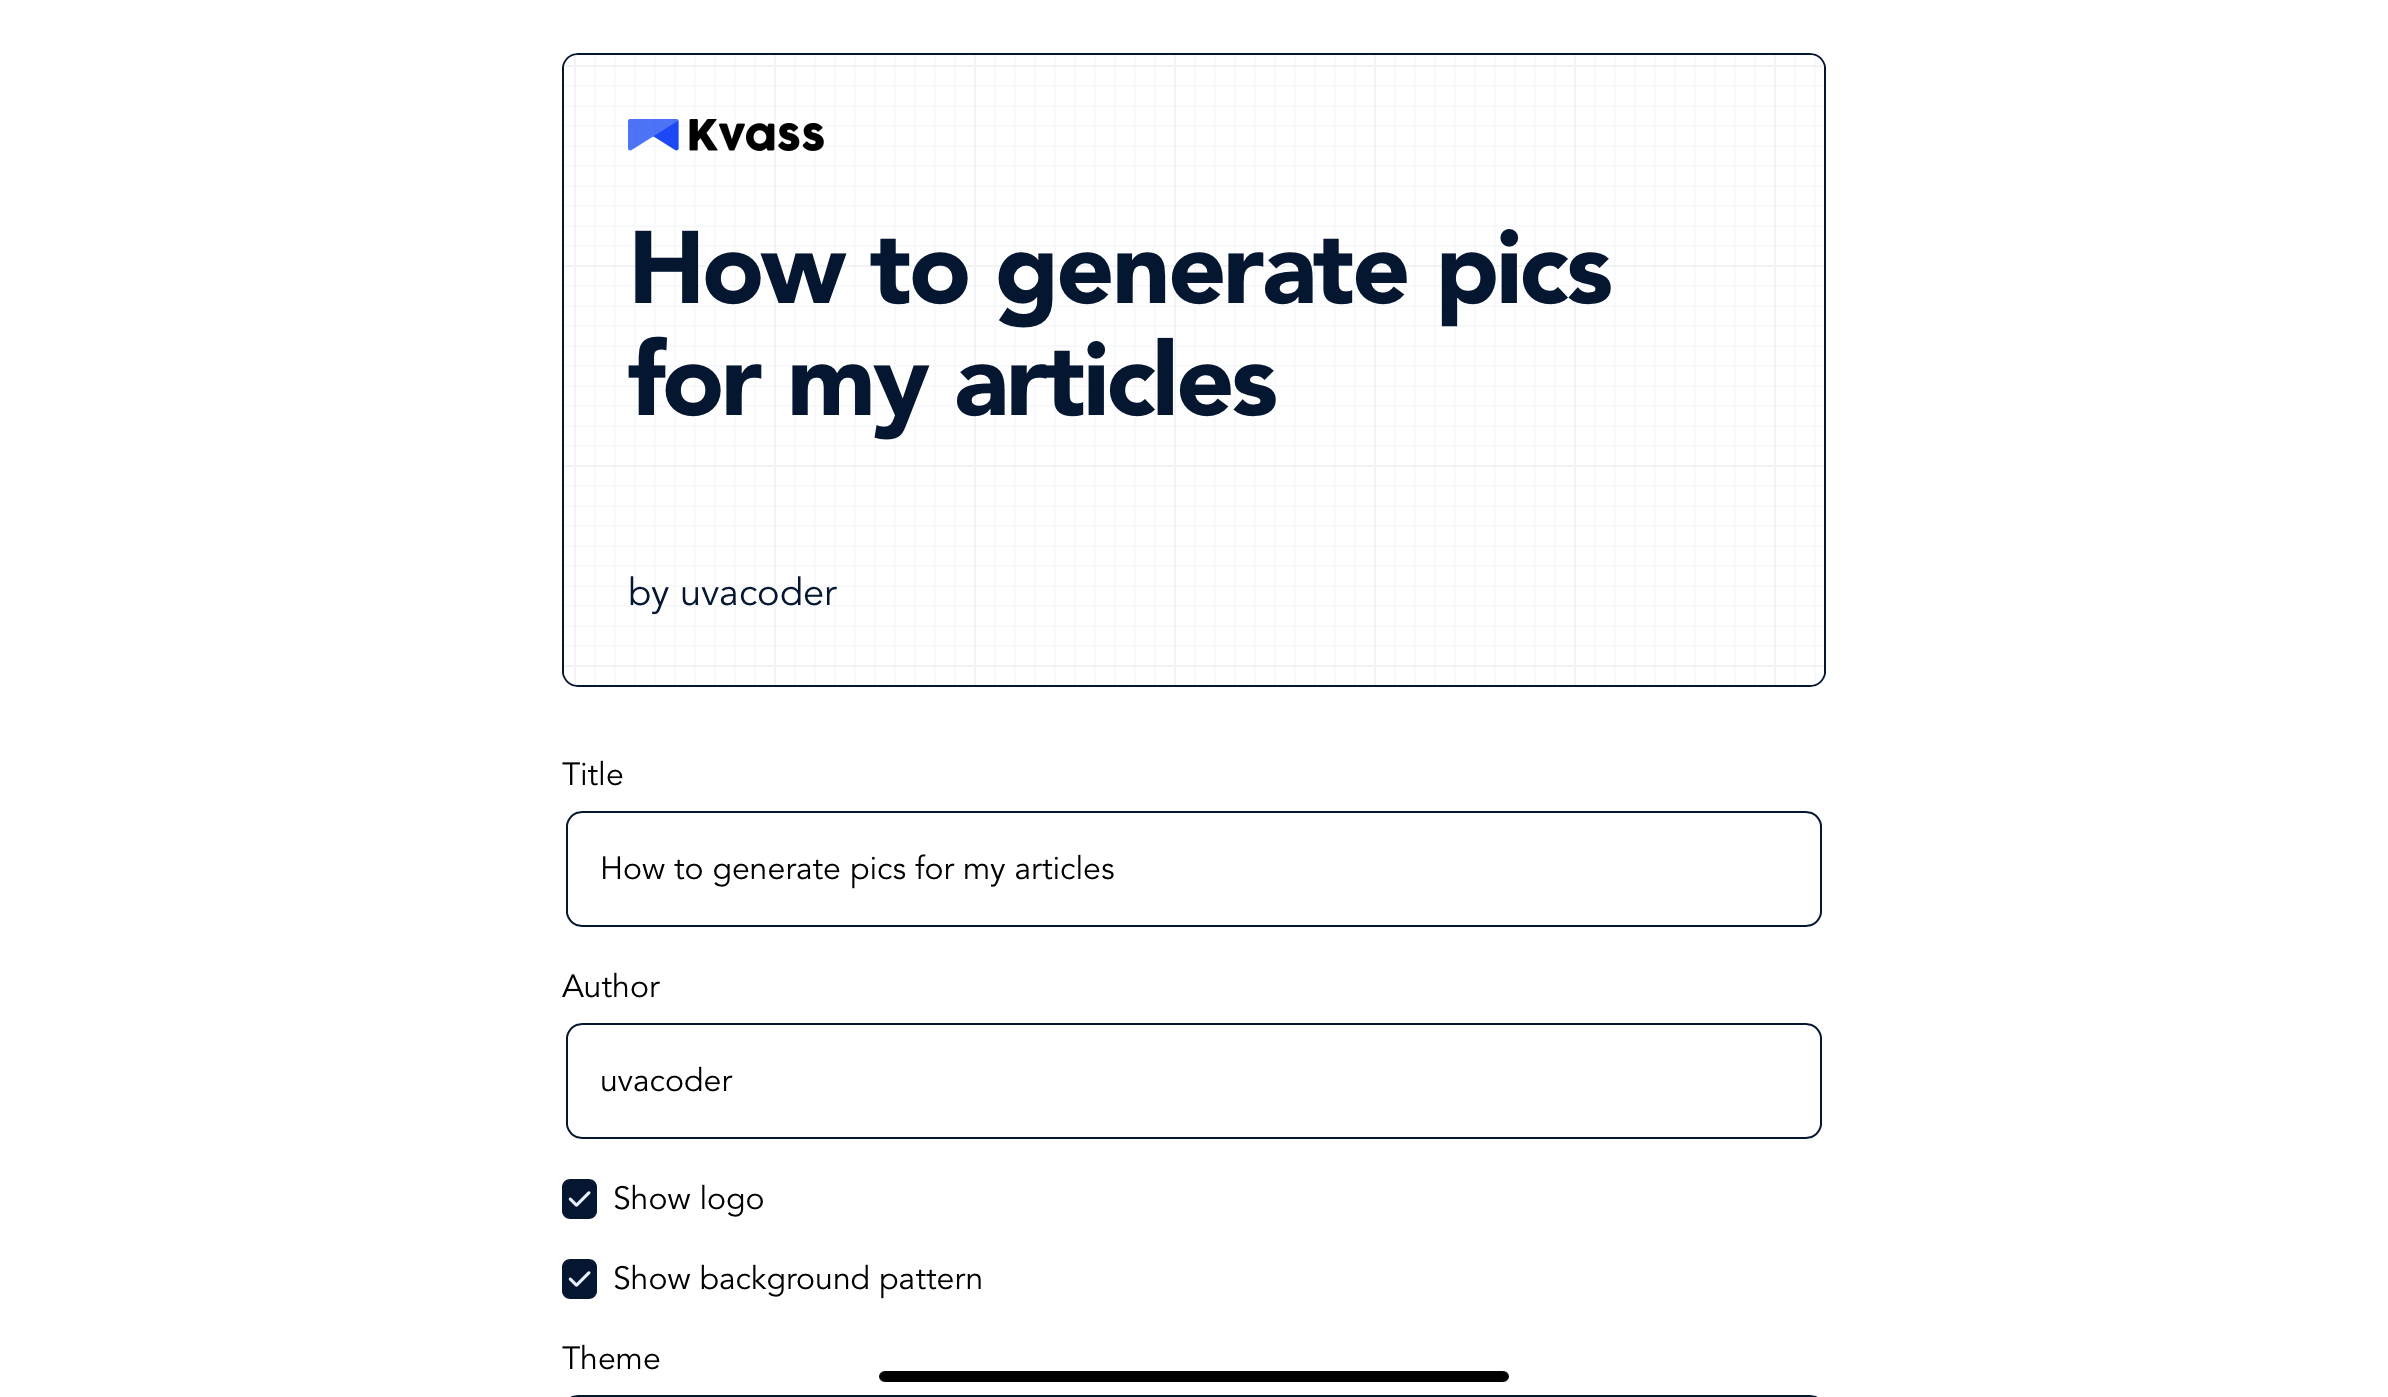 Kvass
How to generate pics
for my articles
by uvacoder
Title
How to generate pics for my articles
Author
uvacoder
Show logo
Show background pattern
Theme